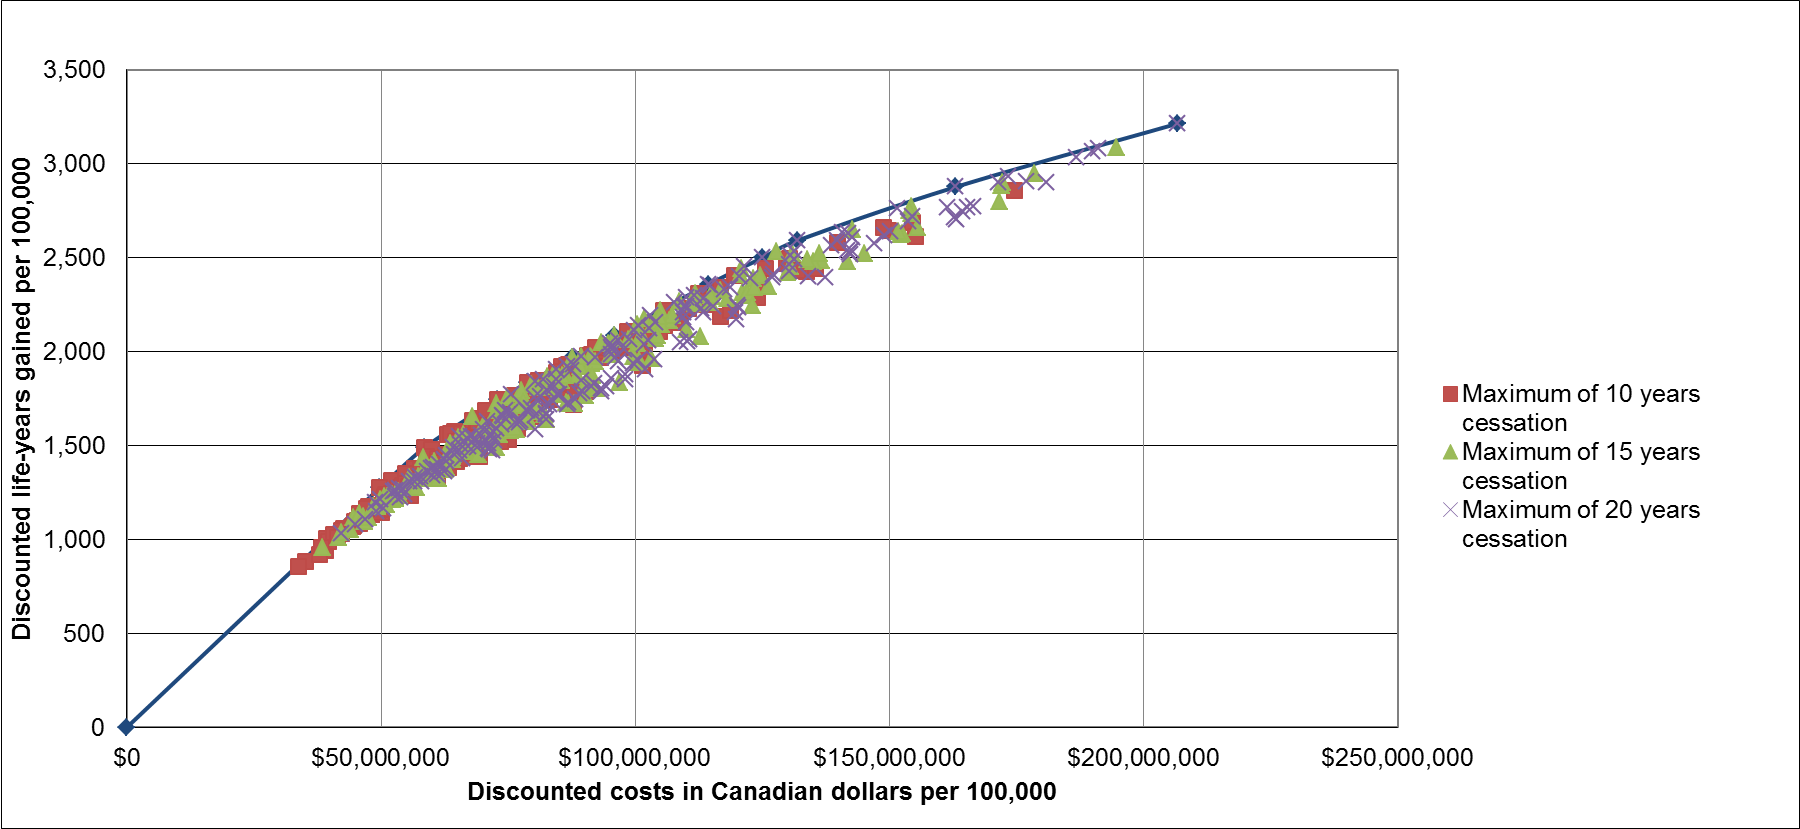 3,500
3,000
2,500
2,000
1,500
1,000
500
0
Discounted life-years gained per 100,000
$0
$50,000,000
$100,000,000
$150,000,000
$200,000,000
$250,000,000
Discounted costs in Canadian dollars per 100,000
Maximum of 10 years
cessation
Maximum of 15 years
cessation
Maximum of 20 years
cessation